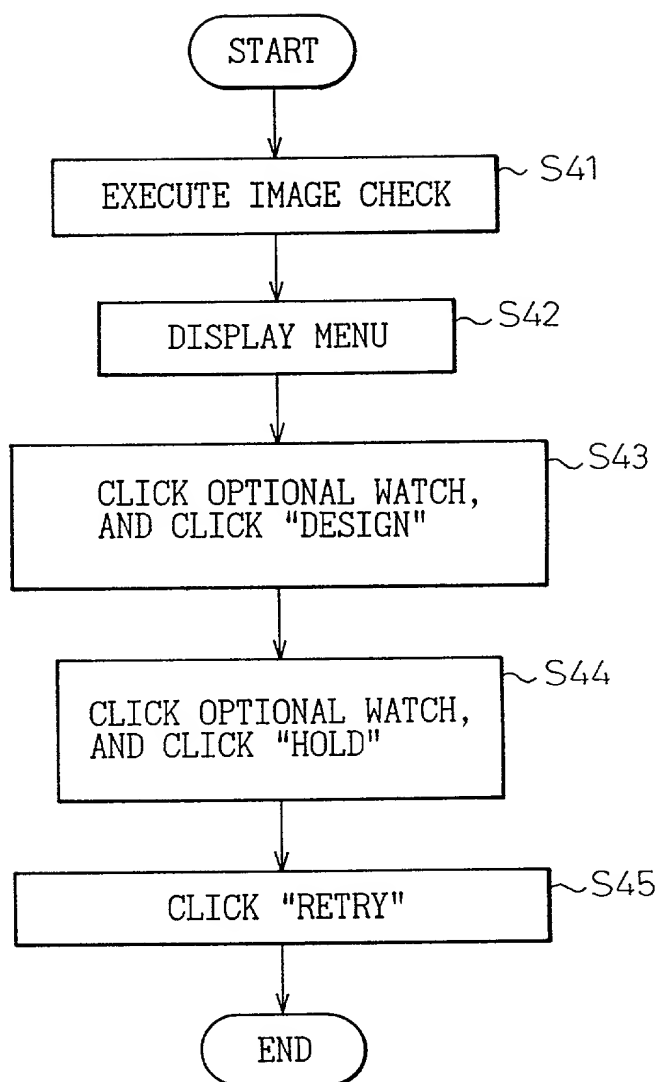 START
EXECUTE IMAGE CHECK
S41
DISPLAY MENU
S42
CLICK OPTIONAL WATCH,
AND CLICK "DESIGN"
S43
CLICK OPTIONAL WATCH,
AND CLICK "HOLD"
S44
CLICK "RETRY"
S45
END